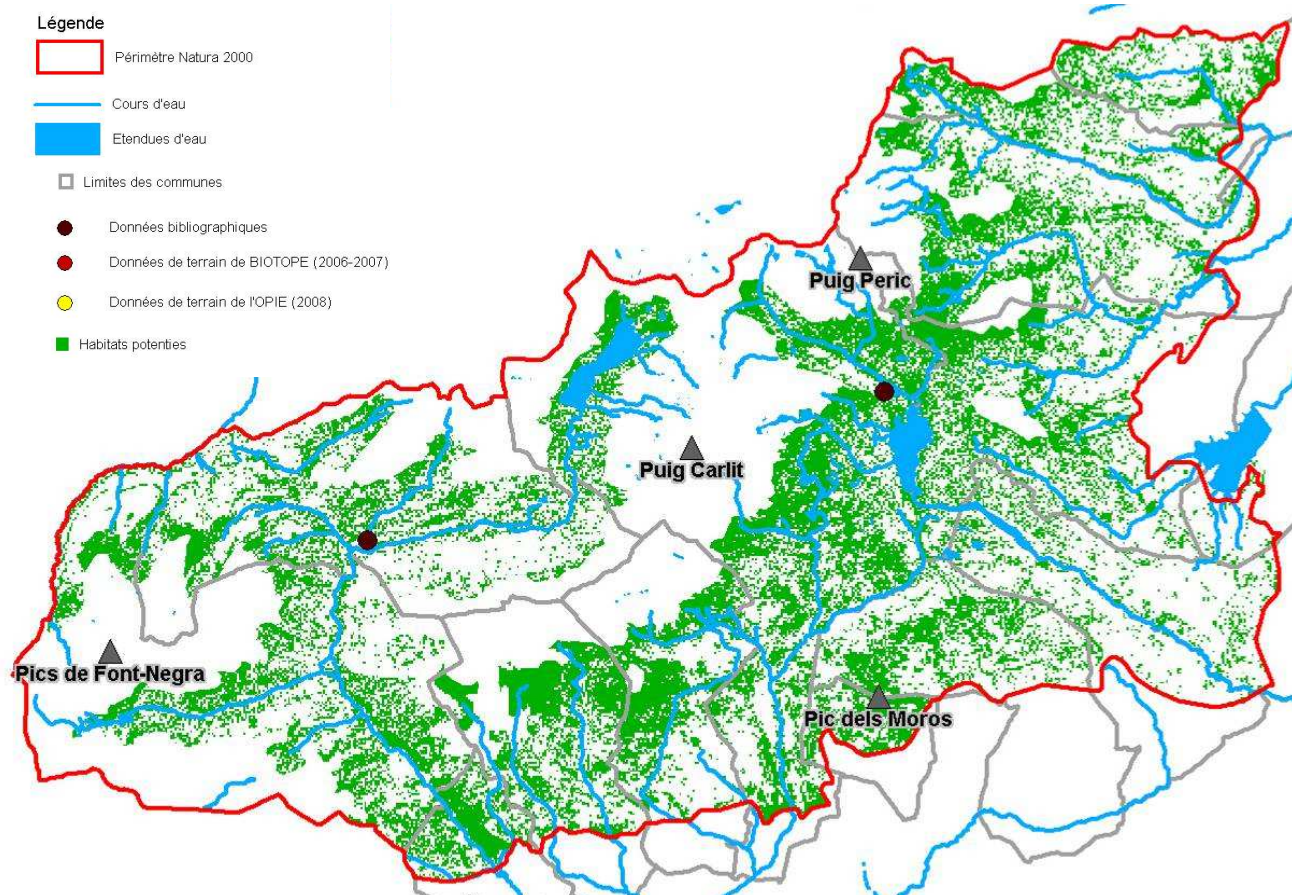 Légende
Périmètre Natura 2000
Cours d'eau
Etendues d'eau
Limites des communes
Données bibliographiques
Données de terrain de BIOTOPE (2006-2007)
Données de terrain de l'OPIE (2008)
Habitats potenties
Puig Peric
Puig Carlit
Pics de Font-Negra
Pic dels Moros